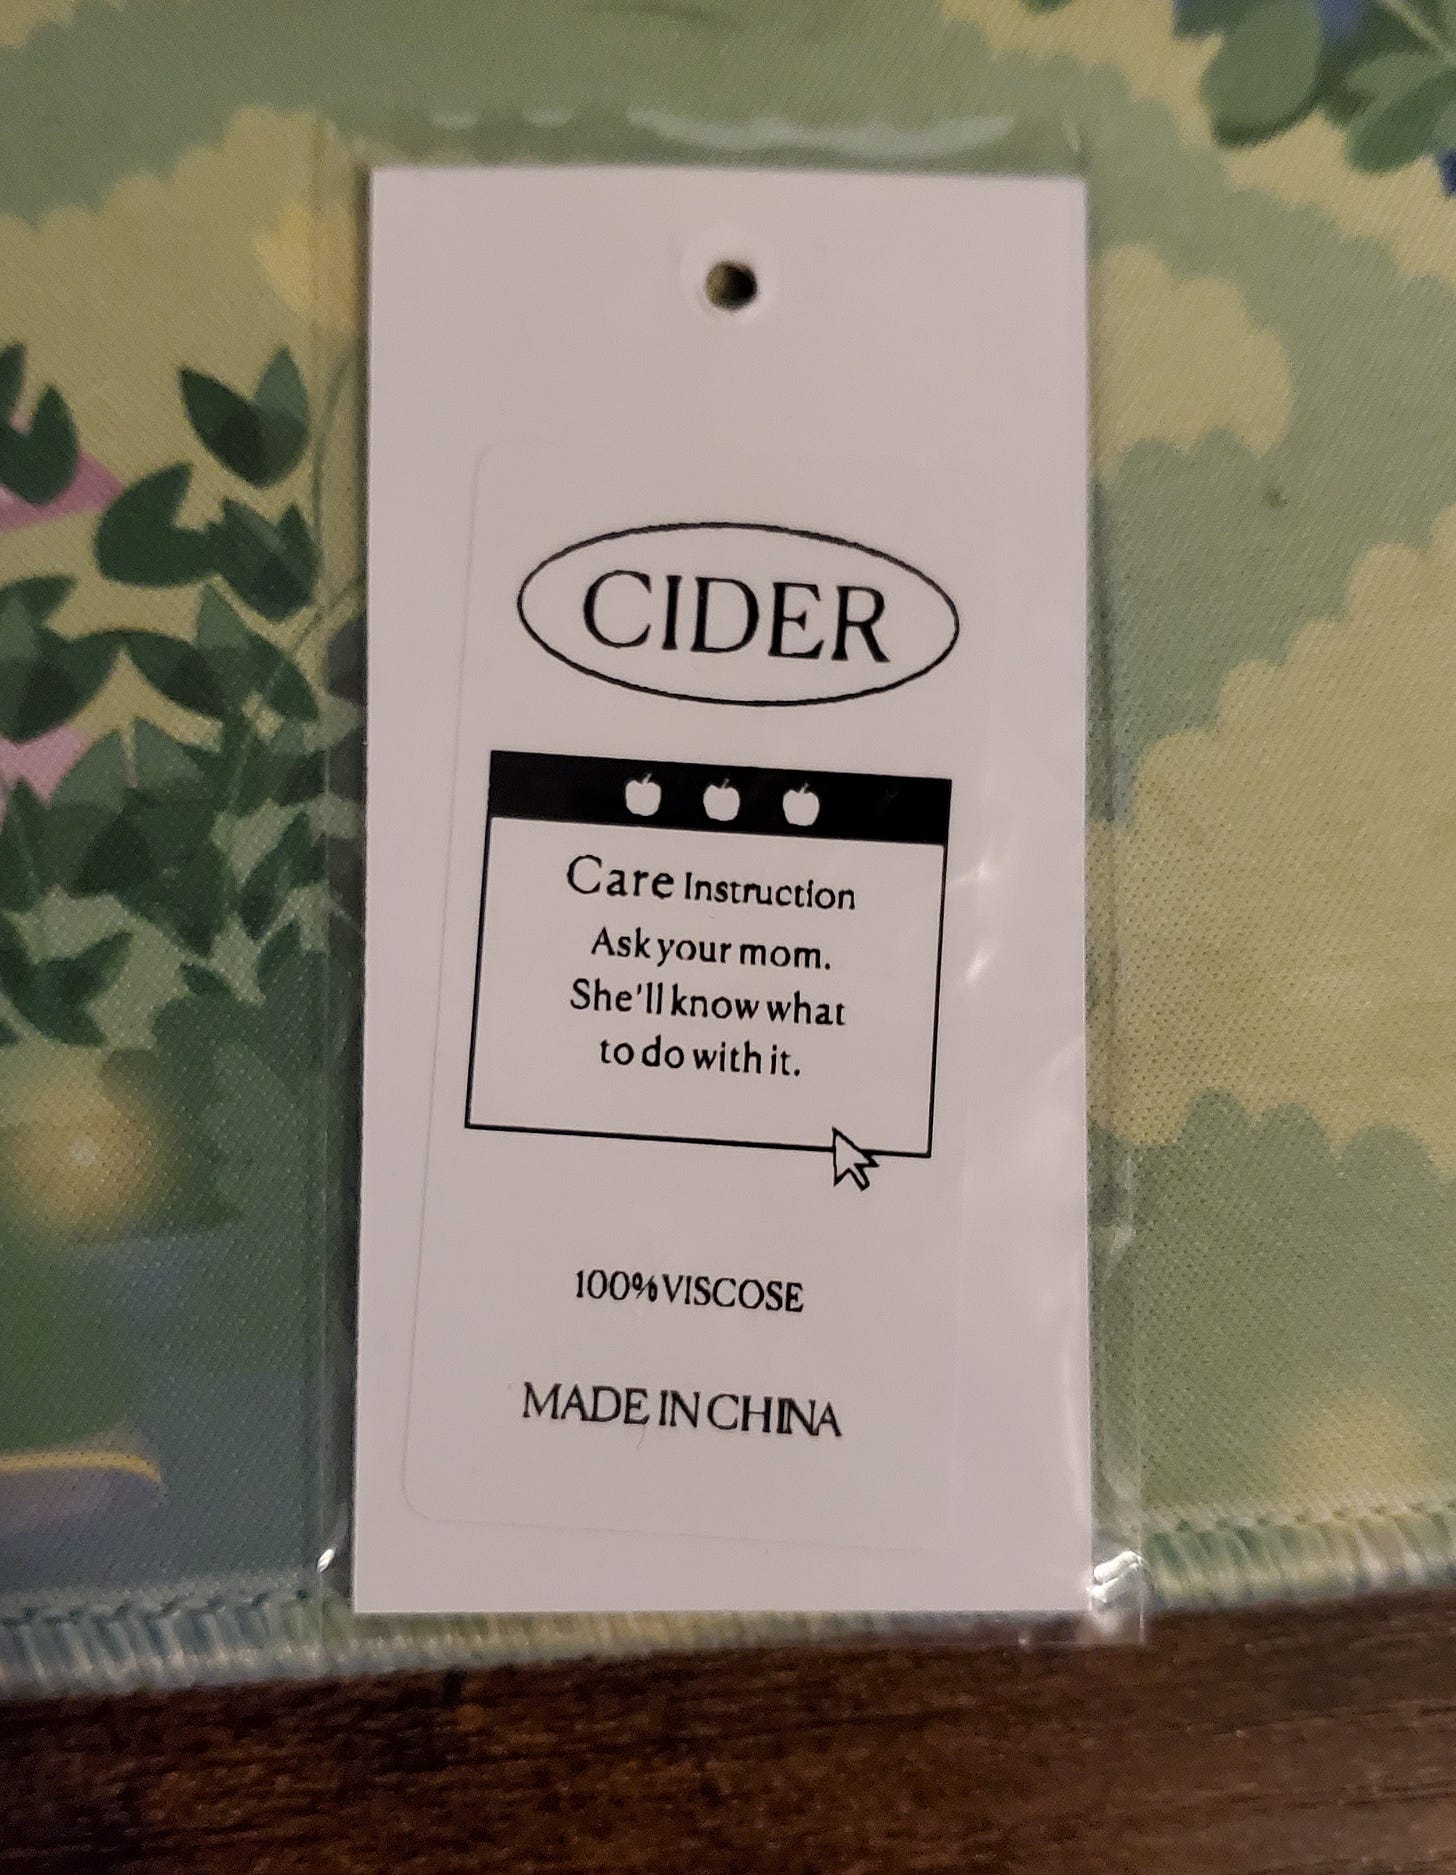 CIDER
Care Instruction
Ask your mom.
She'll know what
to do with it.
100% VISCOSE
MADE IN CHINA